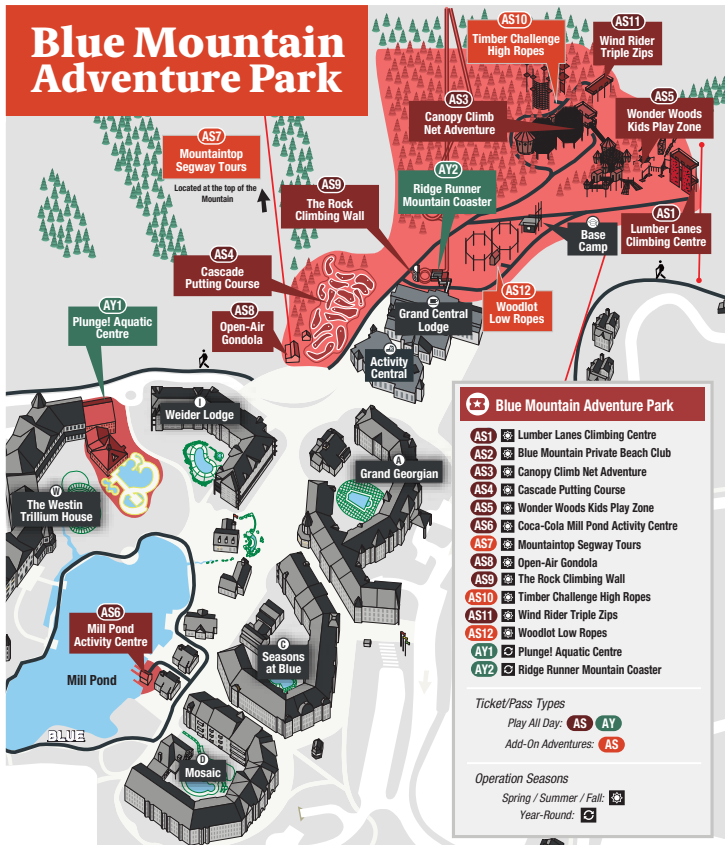 Blue Mountain
Adventure Park
AS10
Timber Challenge
High Ropes
AS11
Wind Rider
Triple Zips
AS3
Canopy Climb
Net Adventure
AS5
Wonder Woods
Kids Play Zone
AS7
Mountaintop
Segway Tours
Located at the top of the
Mountain
AY2
Ridge Runner
Mountain Coaster
AS9
The Rock
Climbing Wall
AS1
Lumber Lanes
Climbing Centre
Base
Camp
AS4
Cascade
Putting Course
AS12
Woodlot
Low Ropes
Grand Central
Lodge
AS8
Open-Air
Gondola
AY1
Plunge! Aquatic
Centre
Activity
Central
I
Weider Lodge
A
Grand Georgian
W
The Westin
Trillium House
AS6
Mill Pond
Activity Centre
Mill Pond
BLUE
C
Seasons
at Blue
D
Mosaic
Blue Mountain Adventure Park
AS1 Lumber Lanes Climbing Centre
AS2 Blue Mountain Private Beach Club
AS3 Canopy Climb Net Adventure
AS4 Cascade Putting Course
AS5 Wonder Woods Kids Play Zone
AS6 Coca-Cola Mill Pond Activity Centre
AS7 Mountaintop Segway Tours
AS8 Open-Air Gondola
AS9 The Rock Climbing Wall
AS10 Timber Challenge High Ropes
AS11 Wind Rider Triple Zips
AS12 Woodlot Low Ropes
AY1 Plunge! Aquatic Centre
AY2 Ridge Runner Mountain Coaster
Ticket/Pass Types
Play All Day: AS AY
Add-On Adventures: AS
Operation Seasons
Spring / Summer / Fall:
Year-Round: